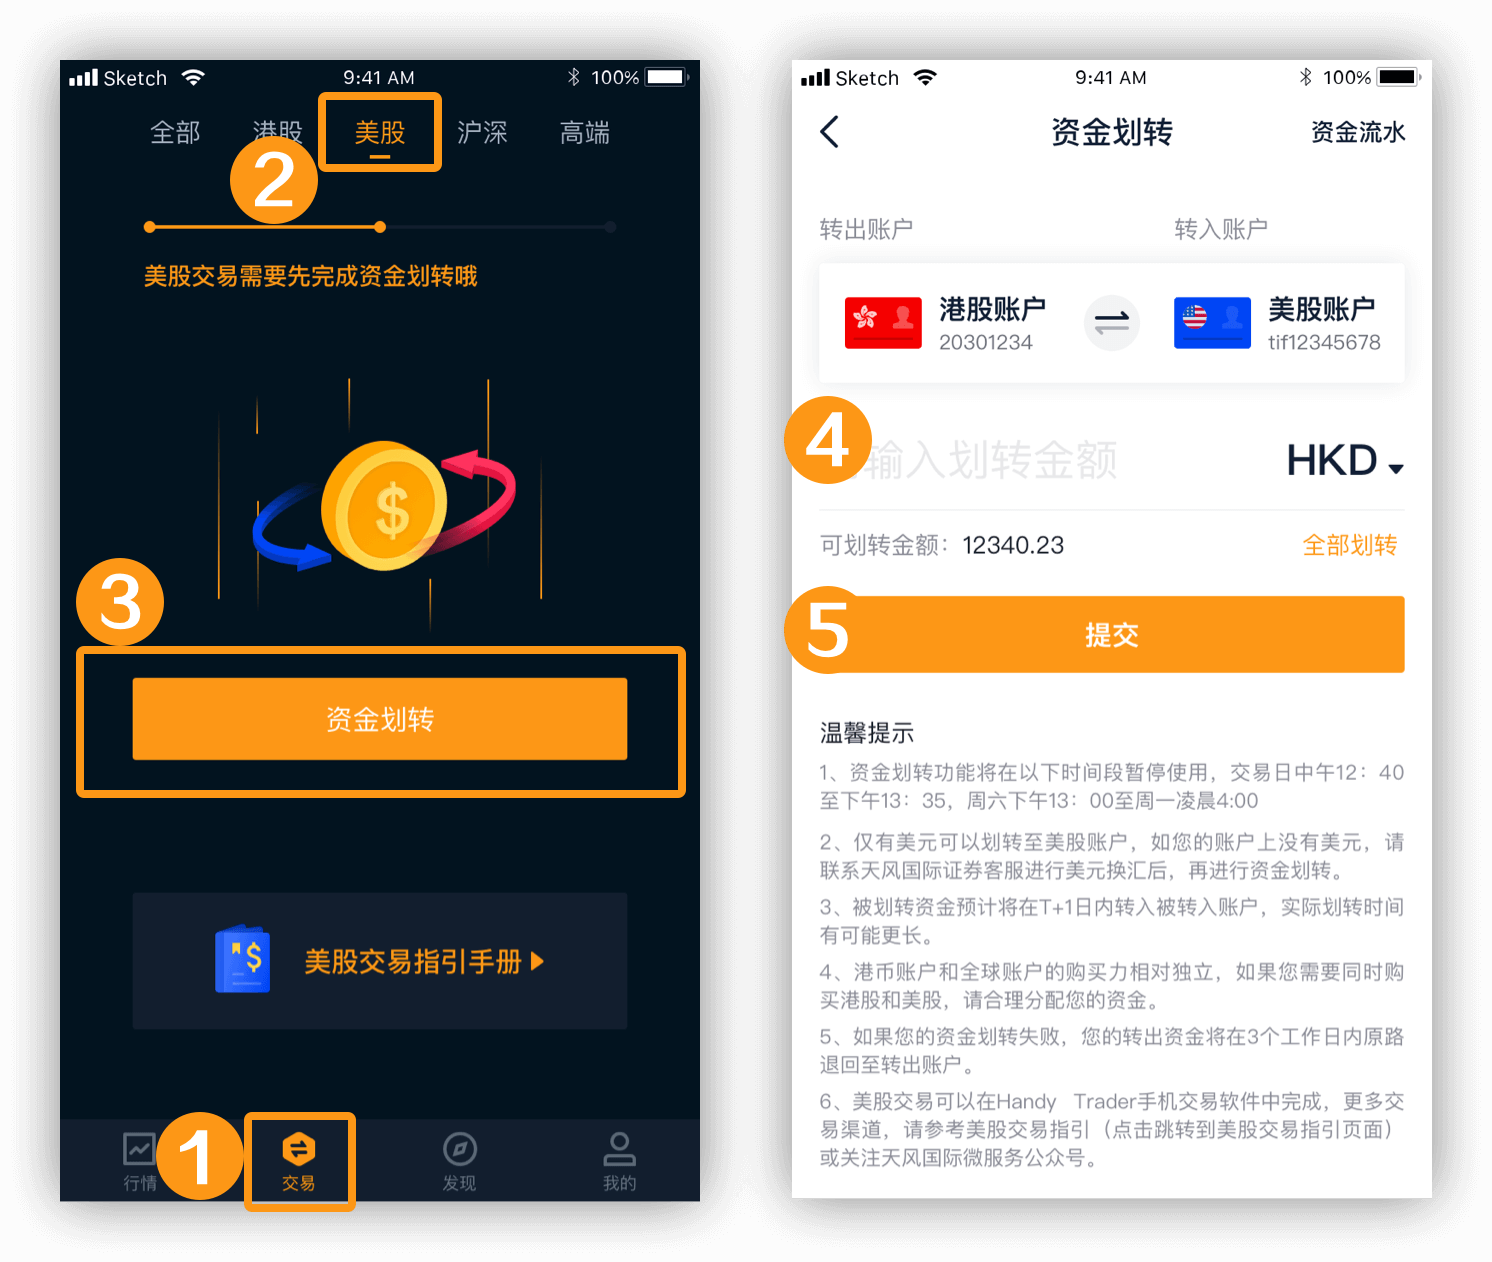 Sketch 9:41 AM 100%
全部 港股 美股 沪深 高端
2
美股交易需要先完成资金划转哦
$
3
资金划转
$ 美股交易指引手册
1
行情 交易 发现 我的
Sketch 9:41 AM 100%
资金划转 资金流水
转出账户 转入账户
港股账户 美股账户
20301234 tif12345678
4
输入划转金额 HKD
可划转金额：12340.23 全部划转
5 提交
温馨提示
1、资金划转功能将在以下时间段暂停使用，交易日中午12：40
至下午13：35，周六下午13：00至周一凌晨4:00
2、仅有美元可以划转至美股账户，如您的账户上没有美元，请
联系天风国际证券客服进行美元换汇后，再进行资金划转。
3、被划转资金预计将在T+1日内转入被转入账户，实际划转时间
有可能更长。
4、港币账户和全球账户的购买力相对独立，如果您需要同时购
买港股和美股，请合理分配您的资金。
5、如果您的资金划转失败，您的转出资金将在3个工作日内原路
退回至转出账户。
6、美股交易可以在Handy Trader手机交易软件中完成，更多交
易渠道，请参考美股交易指引（点击跳转到美股交易指引页面）
或关注天风国际微服务公众号。